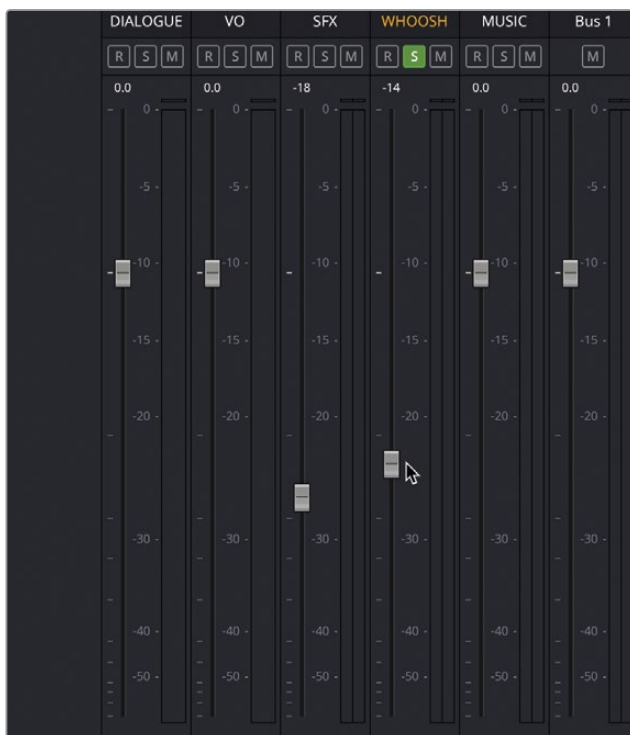 DIALOGUE VO SFX WHOOSH MUSIC Bus 1
R S M R S M R S M R S M R S M M
0.0 0.0 -18 -14 0.0 0.0
0 0 0 0 0 0
-5 -5 -5 -5 -5 -5
-10 -10 -10 -10 -10 -10
-15 -15 -15 -15 -15 -15
-20 -20 -20 -20 -20 -20
-30 -30 -30 -30 -30 -30
-40 -40 -40 -40 -40 -40
-50 -50 -50 -50 -50 -50